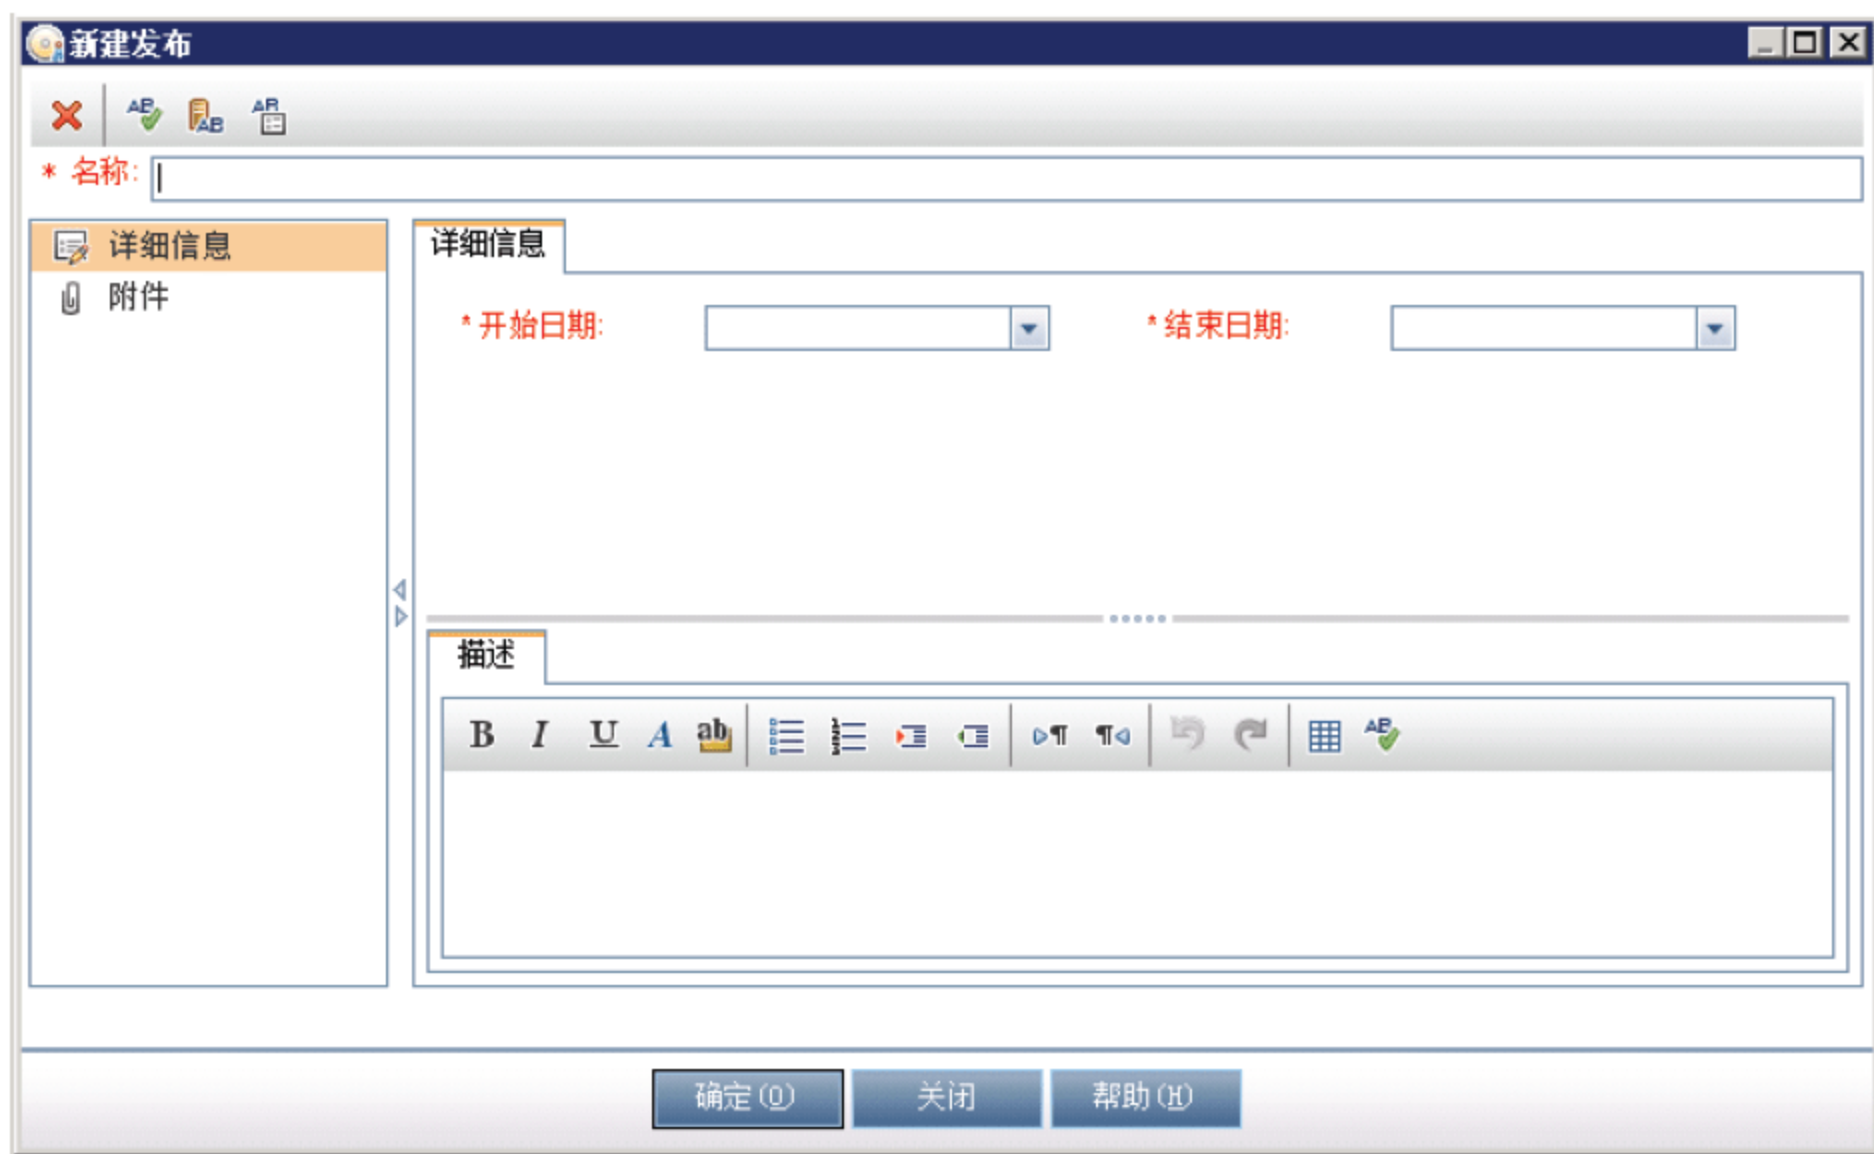 新建发布
* 名称:
详细信息
附件
详细信息
* 开始日期:
* 结束日期:
描述
B I U A ab
确定(O) 关闭 帮助(H)